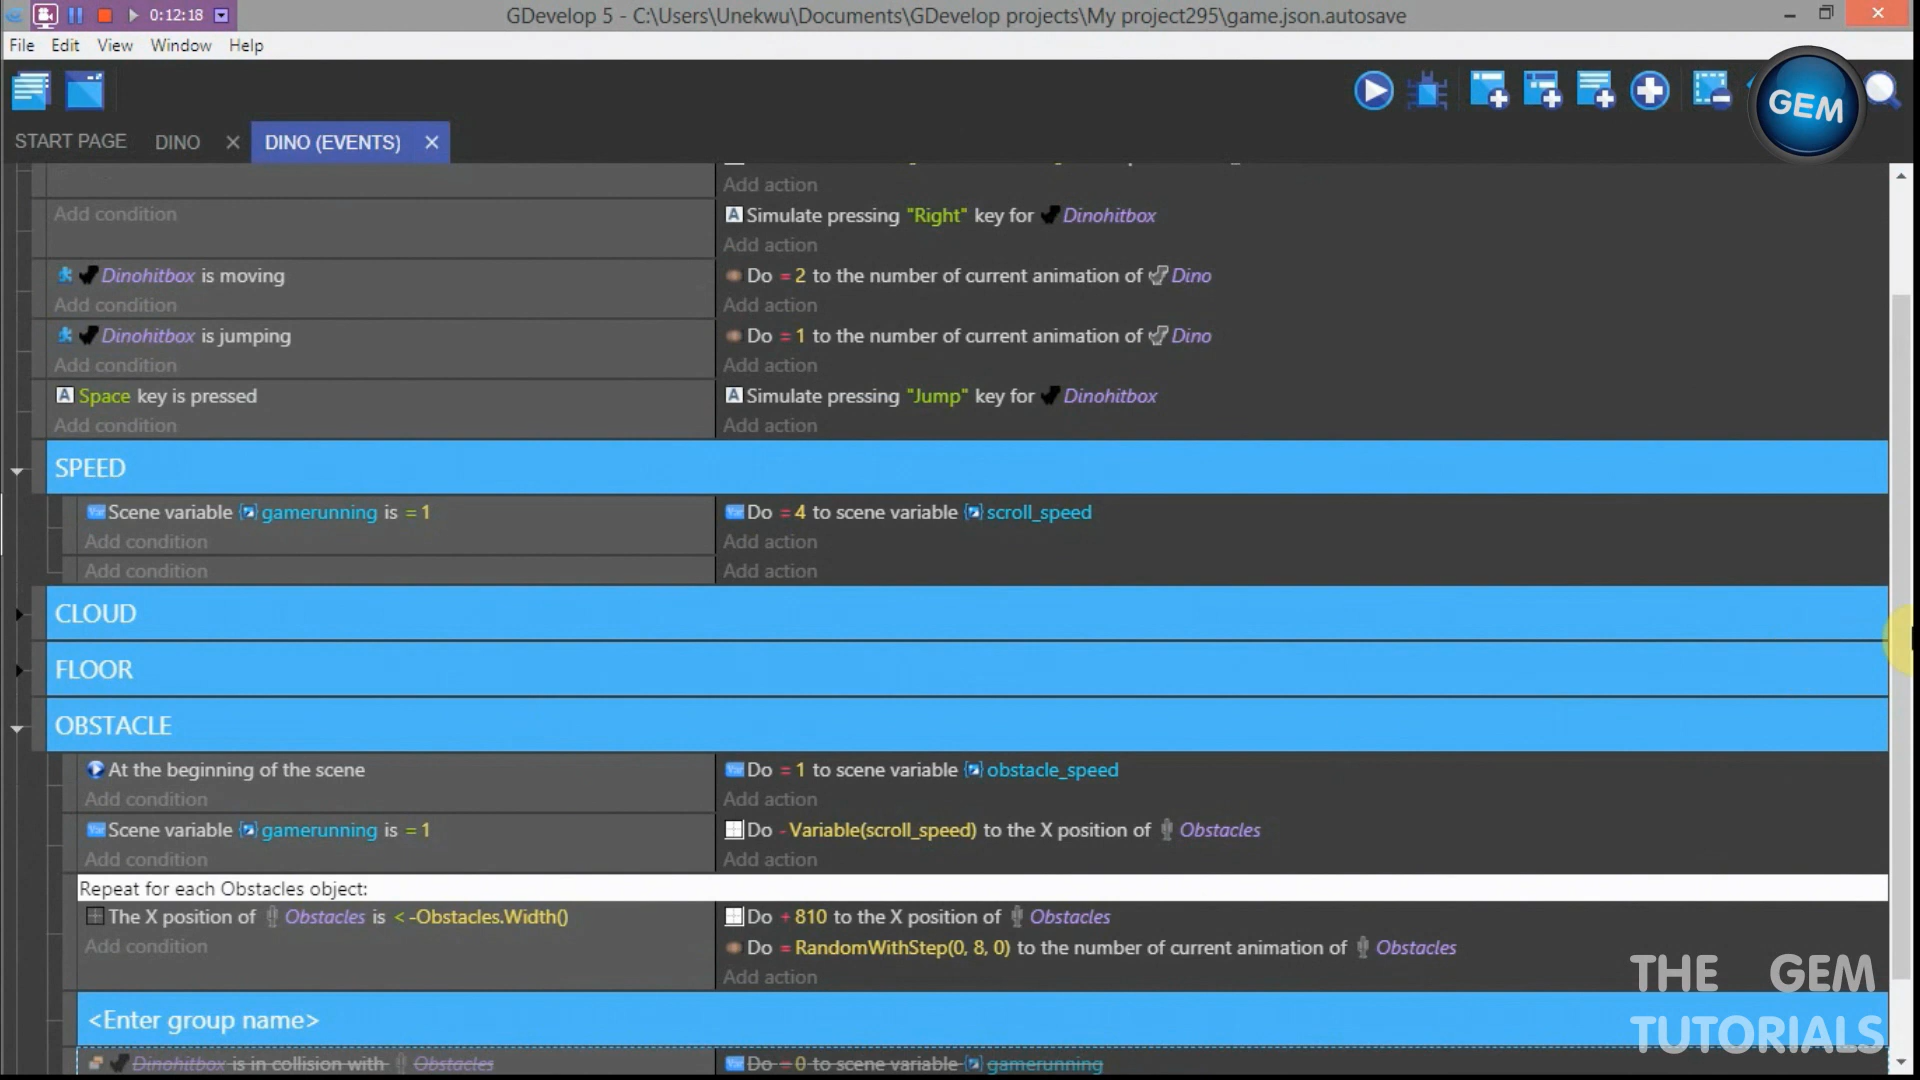 0:12:18
GDevelop 5 - C:\Users\Unekwu\Documents\GDevelop projects\My project295\game.json.autosave
File Edit View Window Help
GEM
START PAGE DINO DINO (EVENTS)
Add action
Add condition
Simulate pressing "Right" key for Dinohitbox
Add action
Dinohitbox is moving
Do = 2 to the number of current animation of Dino
Add condition
Add action
Dinohitbox is jumping
Do = 1 to the number of current animation of Dino
Add condition
Add action
Space key is pressed
Simulate pressing "Jump" key for Dinohitbox
Add condition
Add action
SPEED
Scene variable gamerunning is = 1
Do = 4 to scene variable scroll_speed
Add condition
Add action
Add condition
Add action
CLOUD
FLOOR
OBSTACLE
At the beginning of the scene
Do = 1 to scene variable obstacle_speed
Add condition
Add action
Scene variable gamerunning is = 1
Do - Variable(scroll_speed) to the X position of Obstacles
Add condition
Add action
Repeat for each Obstacles object:
The X position of Obstacles is < -Obstacles.Width()
Do + 810 to the X position of Obstacles
Add condition
Do = RandomWithStep(0, 8, 0) to the number of current animation of Obstacles
Add action
<Enter group name>
Dinohitbox is in collision with Obstacles
Do = 0 to scene variable gamerunning
THE GEM
TUTORIALS